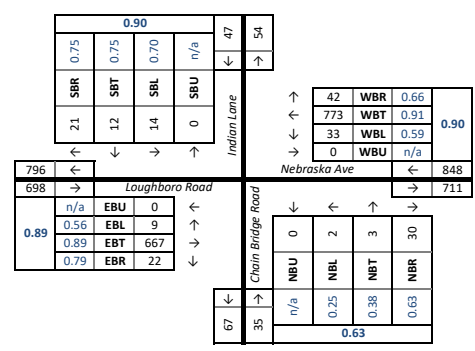 0.90
47 54
0.75 0.75 0.70 n/a
↓ ↑
SBR SBT SBL SBU
21 12 14 0
Indian Lane
← ↓ → ↑
↑ 42 WBR 0.66
← 773 WBT 0.91
↓ 33 WBL 0.59
→ 0 WBU n/a
0.90
796 ← Nebraska Ave ← 848
698 → Loughboro Road → 711
0.89
n/a EBU 0 ←
0.56 EBL 9 ↑
0.89 EBT 667 →
0.79 EBR 22 ↓
Chain Bridge Road
↓ ← ↑ →
0 2 3 30
NBU NBL NBT NBR
n/a 0.25 0.38 0.63
↓ ↑
67 35
0.63